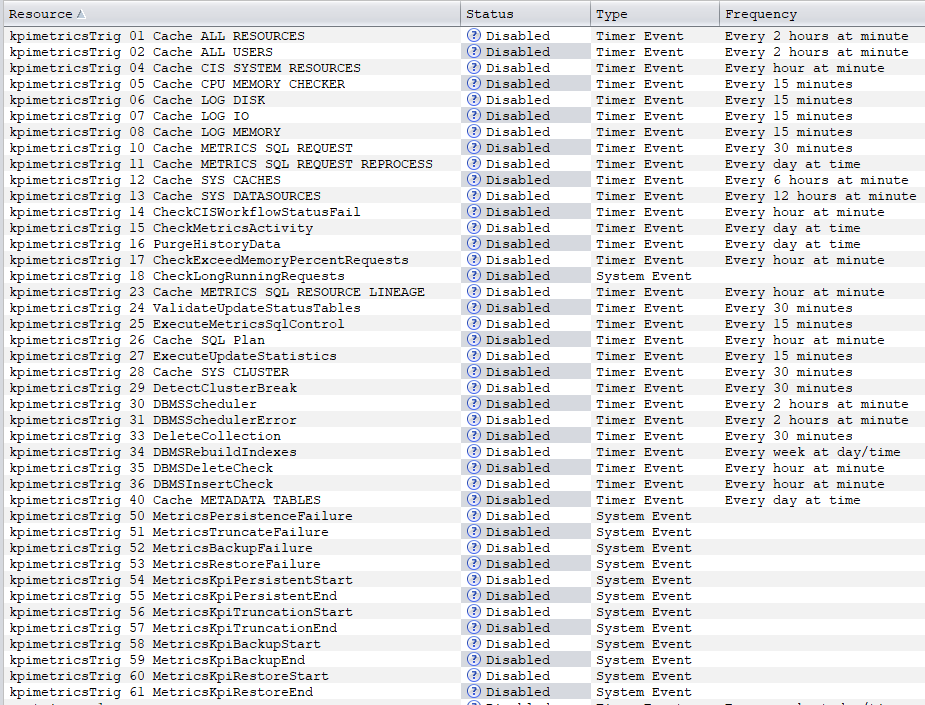 Resource Status Type Frequency
kpimetricsTrig 01 Cache ALL RESOURCES Disabled Timer Event Every 2 hours at minute
kpimetricsTrig 02 Cache ALL USERS Disabled Timer Event Every 2 hours at minute
kpimetricsTrig 04 Cache CIS SYSTEM RESOURCES Disabled Timer Event Every hour at minute
kpimetricsTrig 05 Cache CPU MEMORY CHECKER Disabled Timer Event Every 15 minutes
kpimetricsTrig 06 Cache LOG DISK Disabled Timer Event Every 15 minutes
kpimetricsTrig 07 Cache LOG IO Disabled Timer Event Every 15 minutes
kpimetricsTrig 08 Cache LOG MEMORY Disabled Timer Event Every 15 minutes
kpimetricsTrig 10 Cache METRICS SQL REQUEST Disabled Timer Event Every 30 minutes
kpimetricsTrig 11 Cache METRICS SQL REQUEST REPROCESS Disabled Timer Event Every day at time
kpimetricsTrig 12 Cache SYS CACHES Disabled Timer Event Every 6 hours at minute
kpimetricsTrig 13 Cache SYS DATASOURCES Disabled Timer Event Every 12 hours at minute
kpimetricsTrig 14 CheckCISWorkflowStatusFail Disabled Timer Event Every hour at minute
kpimetricsTrig 15 CheckMetricsActivity Disabled Timer Event Every day at time
kpimetricsTrig 16 PurgeHistoryData Disabled Timer Event Every day at time
kpimetricsTrig 17 CheckExceedMemoryPercentRequests Disabled Timer Event Every hour at minute
kpimetricsTrig 18 CheckLongRunningRequests Disabled System Event
kpimetricsTrig 23 Cache METRICS SQL RESOURCE LINEAGE Disabled Timer Event Every hour at minute
kpimetricsTrig 24 ValidateUpdateStatusTables Disabled Timer Event Every 30 minutes
kpimetricsTrig 25 ExecuteMetricsSqlControl Disabled Timer Event Every 15 minutes
kpimetricsTrig 26 Cache SQL Plan Disabled Timer Event Every hour at minute
kpimetricsTrig 27 ExecuteUpdateStatistics Disabled Timer Event Every 15 minutes
kpimetricsTrig 28 Cache SYS CLUSTER Disabled Timer Event Every 30 minutes
kpimetricsTrig 29 DetectClusterBreak Disabled Timer Event Every 30 minutes
kpimetricsTrig 30 DBMSScheduler Disabled Timer Event Every 2 hours at minute
kpimetricsTrig 31 DBMSSchedulerError Disabled Timer Event Every 2 hours at minute
kpimetricsTrig 33 DeleteCollection Disabled Timer Event Every 30 minutes
kpimetricsTrig 34 DBMSRebuildIndexes Disabled Timer Event Every week at day/time
kpimetricsTrig 35 DBMSDeleteCheck Disabled Timer Event Every hour at minute
kpimetricsTrig 36 DBMSInsertCheck Disabled Timer Event Every hour at minute
kpimetricsTrig 40 Cache METADATA TABLES Disabled Timer Event Every day at time
kpimetricsTrig 50 MetricsPersistenceFailure Disabled System Event
kpimetricsTrig 51 MetricsTruncateFailure Disabled System Event
kpimetricsTrig 52 MetricsBackupFailure Disabled System Event
kpimetricsTrig 53 MetricsRestoreFailure Disabled System Event
kpimetricsTrig 54 MetricsKpiPersistentStart Disabled System Event
kpimetricsTrig 55 MetricsKpiPersistentEnd Disabled System Event
kpimetricsTrig 56 MetricsKpiTruncationStart Disabled System Event
kpimetricsTrig 57 MetricsKpiTruncationEnd Disabled System Event
kpimetricsTrig 58 MetricsKpiBackupStart Disabled System Event
kpimetricsTrig 59 MetricsKpiBackupEnd Disabled System Event
kpimetricsTrig 60 MetricsKpiRestoreStart Disabled System Event
kpimetricsTrig 61 MetricsKpiRestoreEnd Disabled System Event